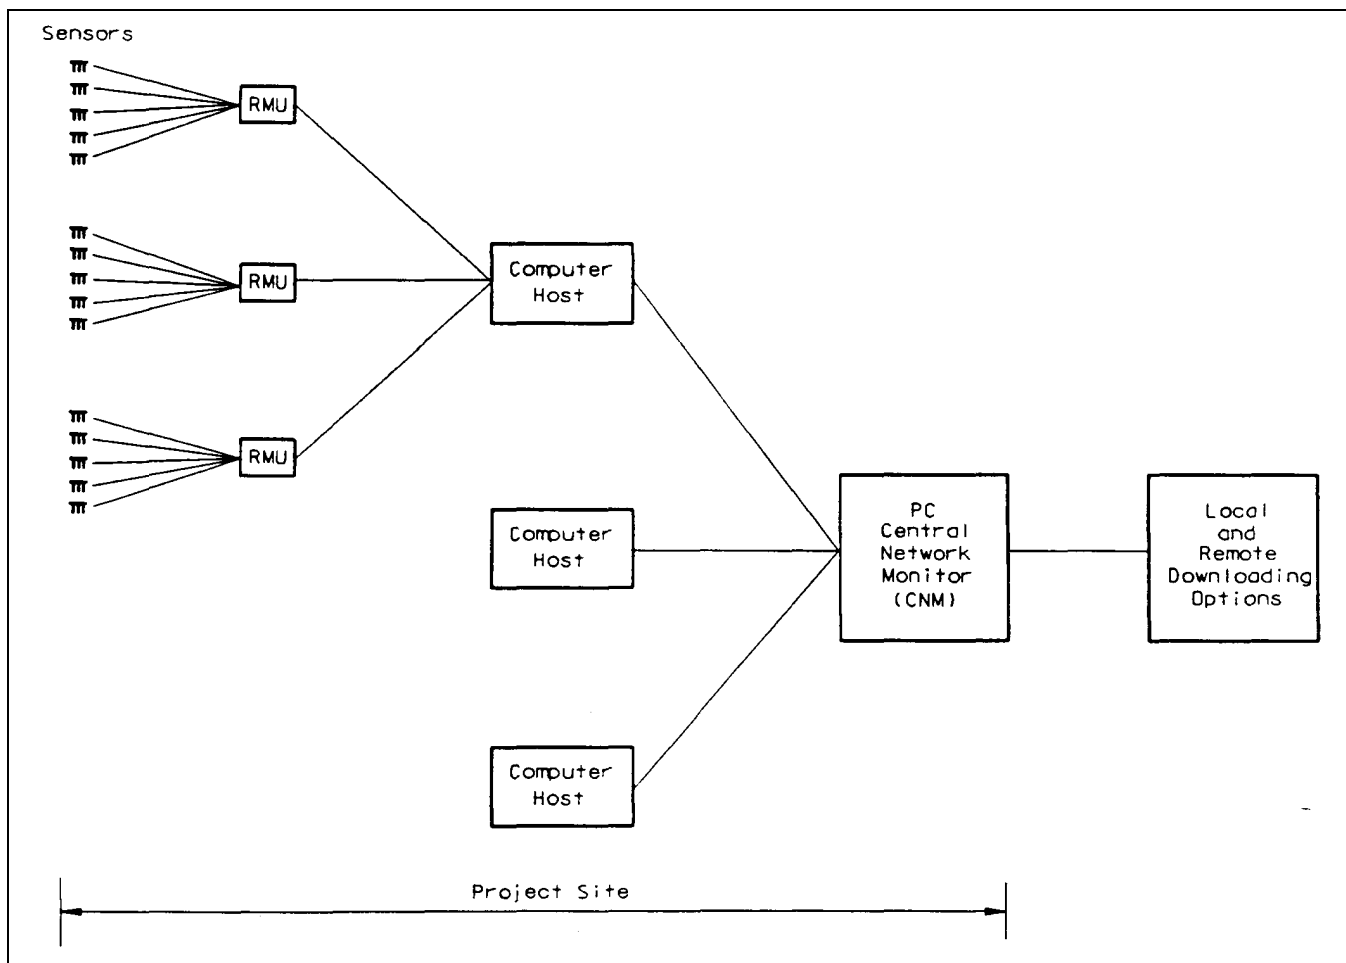 Sensors
RMU
RMU
RMU
Computer
Host
Computer
Host
Computer
Host
PC
Central
Network
Monitor
(CNM)
Local
and
Remote
Downloading
Options
Project Site